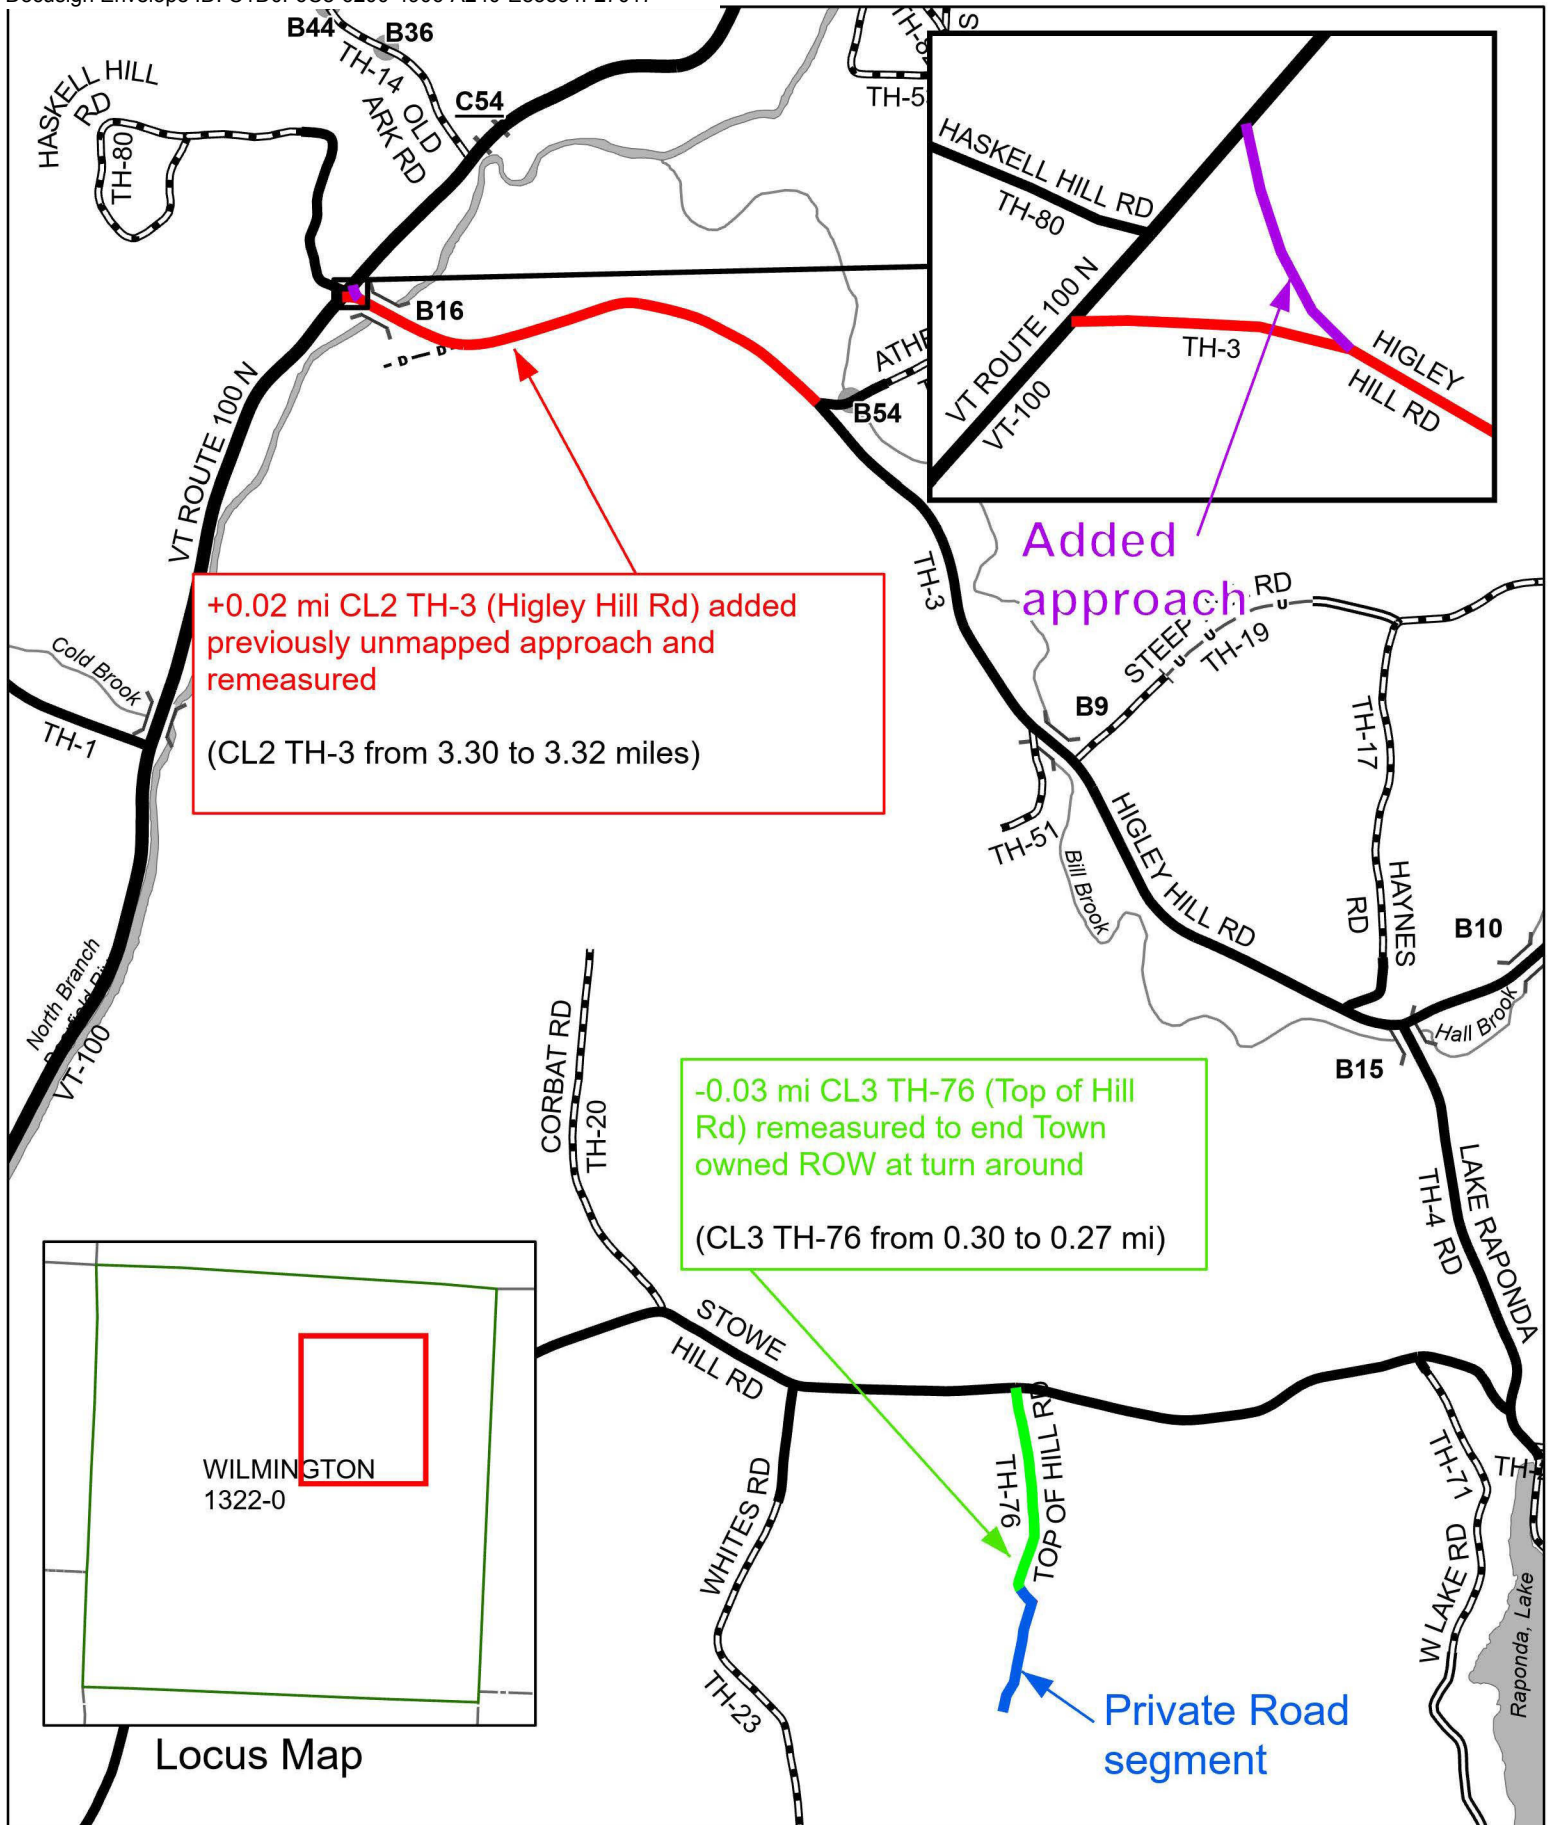 B44
B36
TH-14
OLD
ARK RD
C54
HASKELL HILL
RD
TH-80
S
HASKELL HILL RD
TH-80
VT ROUTE 100 N
VT-100
TH-3
HIGLEY
HILL RD
B16
D D
B54
VT ROUTE 100 N
Added
approach
TH-3
+0.02 mi CL2 TH-3 (Higley Hill Rd) added
previously unmapped approach and
remeasured
(CL2 TH-3 from 3.30 to 3.32 miles)
STEEP
RD
U
U
U
TH-19
Cold Brook
TH-1
B9
TH-17
TH-51
Bill Brook
HIGLEY HILL RD
HAYNES
RD
B10
Hall Brook
B15
North Branch
VT-100
CORBAT RD
TH-20
-0.03 mi CL3 TH-76 (Top of Hill
Rd) remeasured to end Town
owned ROW at turn around
(CL3 TH-76 from 0.30 to 0.27 mi)
LAKE RAPONDA
TH-4 RD
STOWE
HILL RD
WILMINGTON
1322-0
Locus Map
WHITES RD
TH-23
TH-76
TOP OF HILL RD
Private Road
segment
TH-71
W LAKE RD
Raponda, Lake